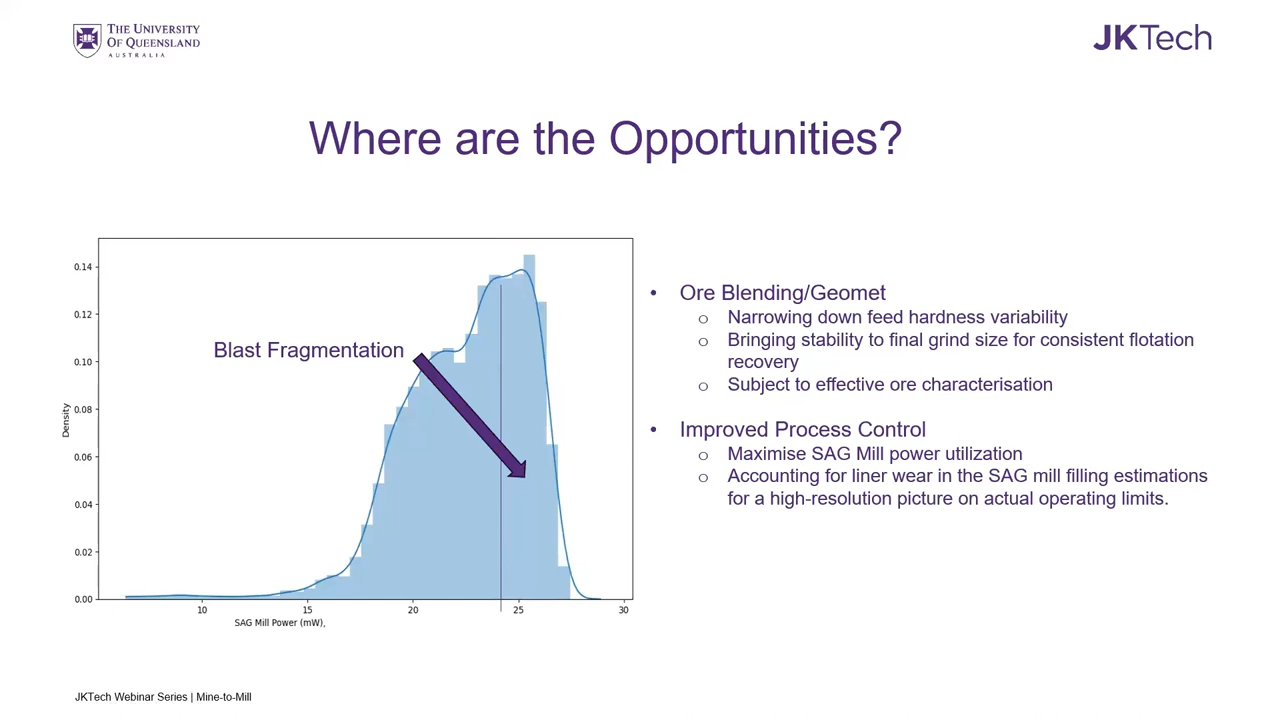 THE UNIVERSITY
OF QUEENSLAND
AUSTRALIA
JKTech
Where are the Opportunities?
0.14
0.12
0.10
0.08
0.06
0.04
0.02
0.00
Density
10
15
20
25
30
SAG Mill Power (mW),
Blast Fragmentation
• Ore Blending/Geomet
o Narrowing down feed hardness variability
o Bringing stability to final grind size for consistent flotation
recovery
o Subject to effective ore characterisation
• Improved Process Control
o Maximise SAG Mill power utilization
o Accounting for liner wear in the SAG mill filling estimations
for a high-resolution picture on actual operating limits.
JKTech Webinar Series | Mine-to-Mill